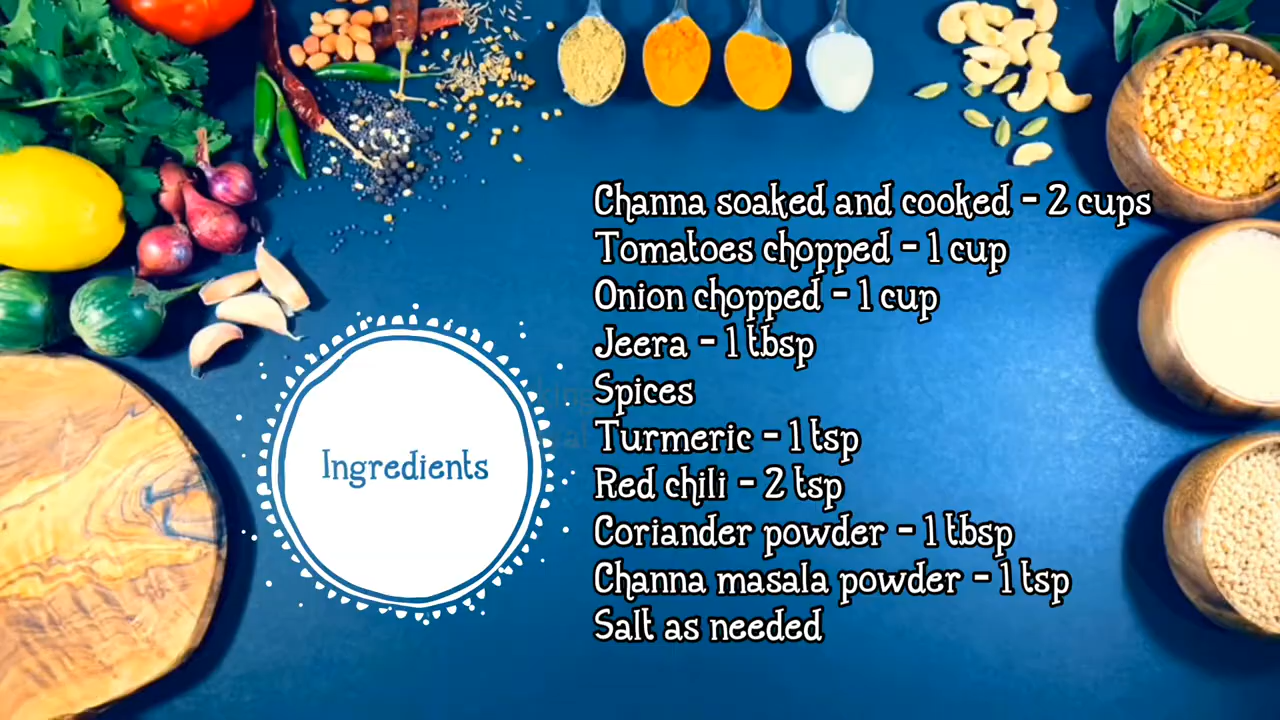 Channa soaked and cooked - 2 cups
Tomatoes chopped - 1 cup
Onion chopped - 1 cup
Jeera - 1 tbsp
Spices
Turmeric - 1 tsp
Red chili - 2 tsp
Coriander powder - 1 tbsp
Channa masala powder - 1 tsp
Salt as needed
Ingredients